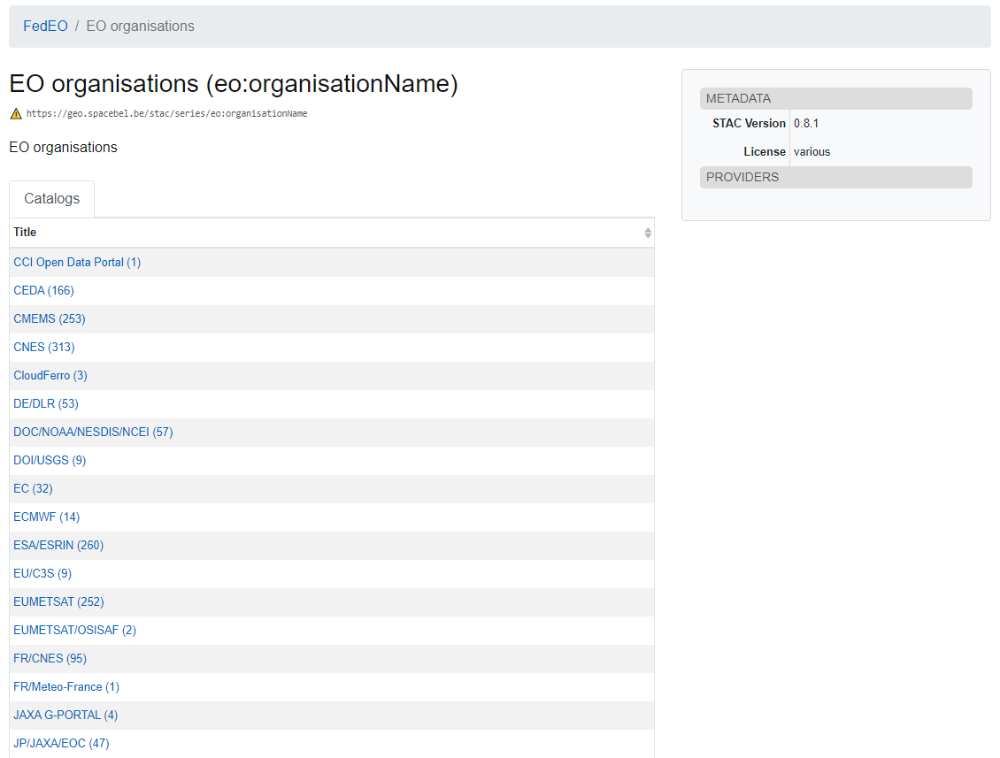 FedEO / EO organisations
EO organisations (eo:organisationName)
https://geo.spacebel.be/stac/series/eo:organisationName
EO organisations
Catalogs
Title
CCI Open Data Portal (1)
CEDA (166)
CMEMS (253)
CNES (313)
CloudFerro (3)
DE/DLR (53)
DOC/NOAA/NESDIS/NCEI (57)
DOI/USGS (9)
EC (32)
ECMWF (14)
ESA/ESRIN (260)
EU/C3S (9)
EUMETSAT (252)
EUMETSAT/OSISAF (2)
FR/CNES (95)
FR/Meteo-France (1)
JAXA G-PORTAL (4)
JP/JAXA/EOC (47)
METADATA
STAC Version 0.8.1
License various
PROVIDERS